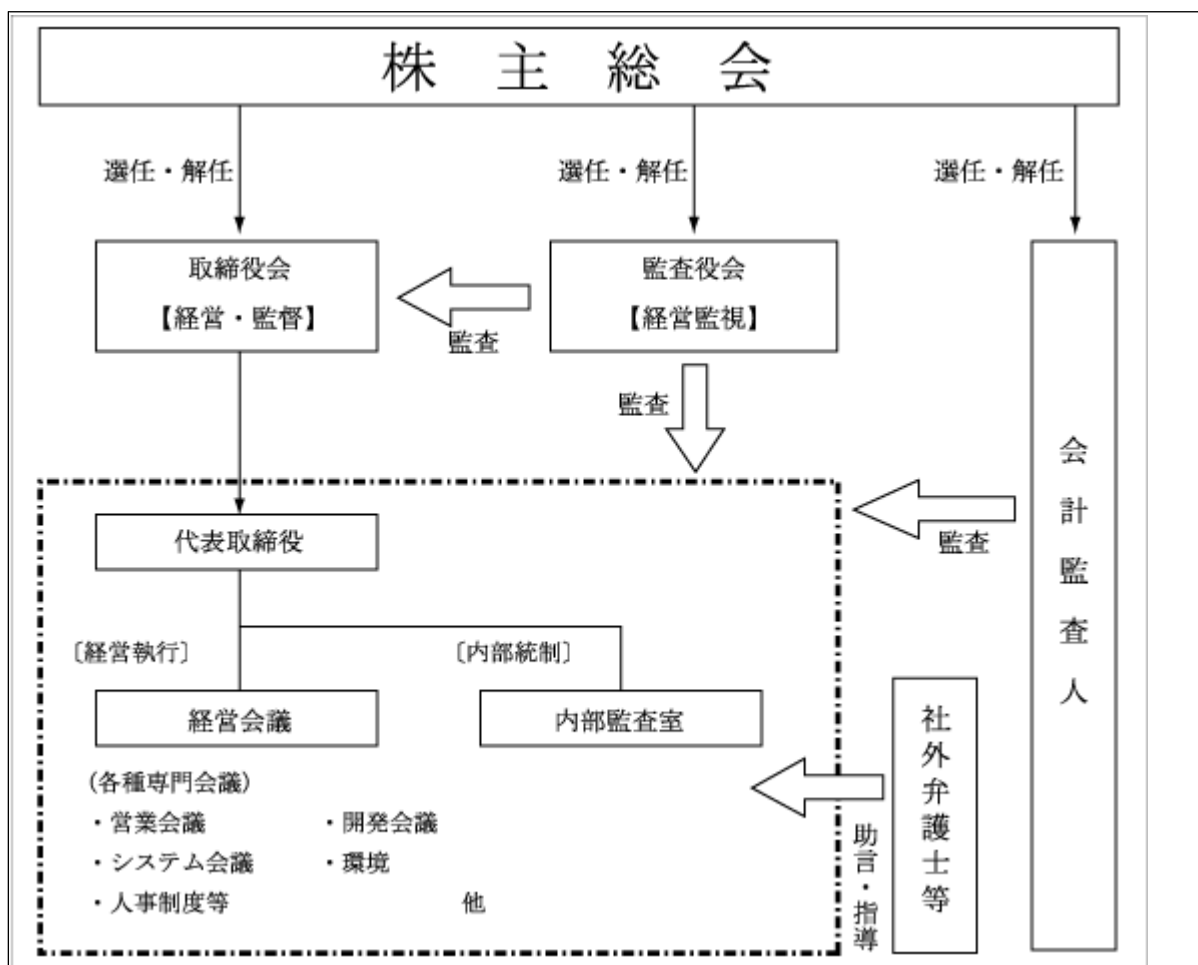 株主総会
選任・解任
選任・解任
選任・解任
取締役会
【経営・監督】
監査役会
【経営監視】
監査
監査
会計監査人
監査
代表取締役
〔経営執行〕
〔内部統制〕
経営会議
内部監査室
社外弁護士等
助言・指導
(各種専門会議)
・営業会議
・開発会議
・システム会議
・環境
・人事制度等
他